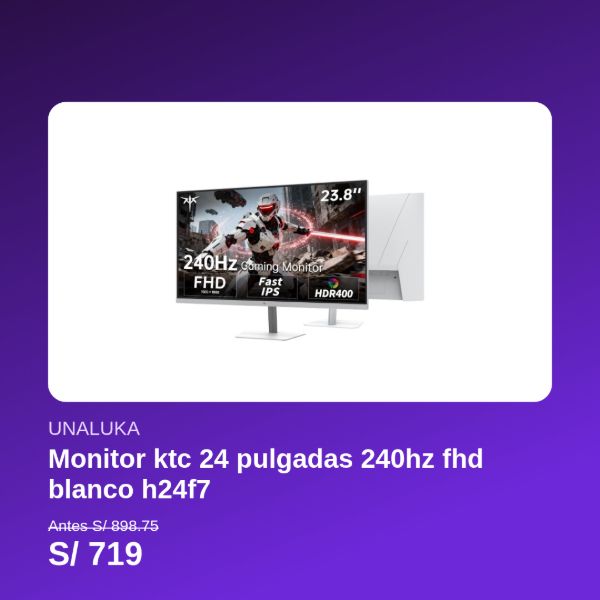 23.8''
240Hz Gaming Monitor
FHD
Fast
IPS
HDR400
UNALUKA
Monitor ktc 24 pulgadas 240hz fhd
blanco h24f7
Antes S/ 898.75
S/ 719